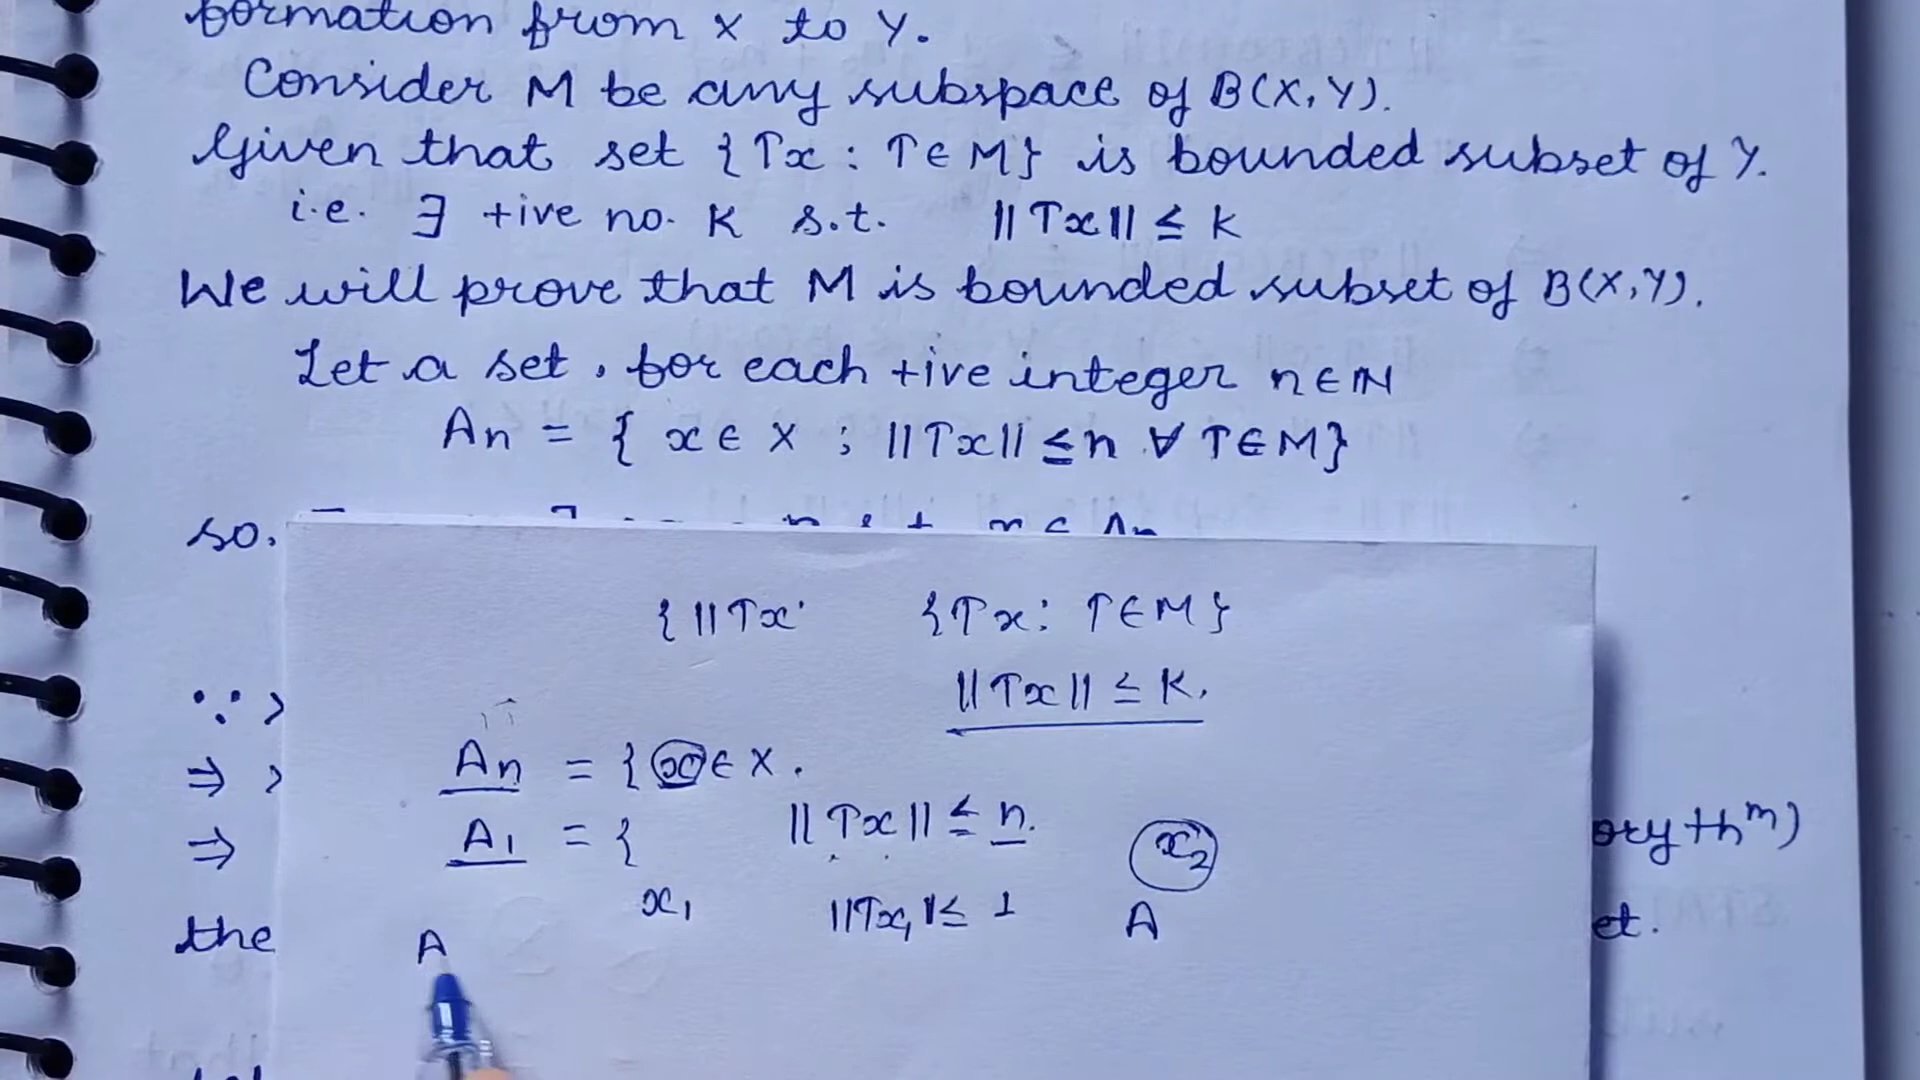 formation from X to Y.
Consider M be any subspace of B(X,Y).
Given that set {Tx : T∈M} is bounded subset of Y.
i.e. ∃ +ive no. K s.t. ||Tx|| ≤ k
We will prove that M is bounded subset of B(X,Y).
Let a set, for each +ive integer n∈ℕ
An = { x∈X ; ||Tx|| ≤n ∀ T∈M}
so.
{ ||Tx {Tx: T∈M}
||Tx|| ≤ K.
∵
⇒
An = { x ∈ X .
||Tx|| ≤ n.
⇒
A1 = {
x2
ory thm)
x1 ||Tx1|| ≤ 1 A
the
A
et.